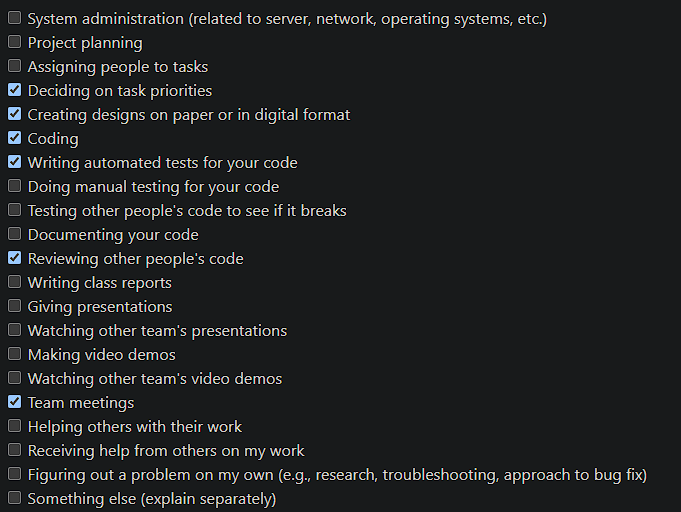 System administration (related to server, network, operating systems, etc.)
Project planning
Assigning people to tasks
Deciding on task priorities
Creating designs on paper or in digital format
Coding
Writing automated tests for your code
Doing manual testing for your code
Testing other people's code to see if it breaks
Documenting your code
Reviewing other people's code
Writing class reports
Giving presentations
Watching other team's presentations
Making video demos
Watching other team's video demos
Team meetings
Helping others with their work
Receiving help from others on my work
Figuring out a problem on my own (e.g., research, troubleshooting, approach to bug fix)
Something else (explain separately)